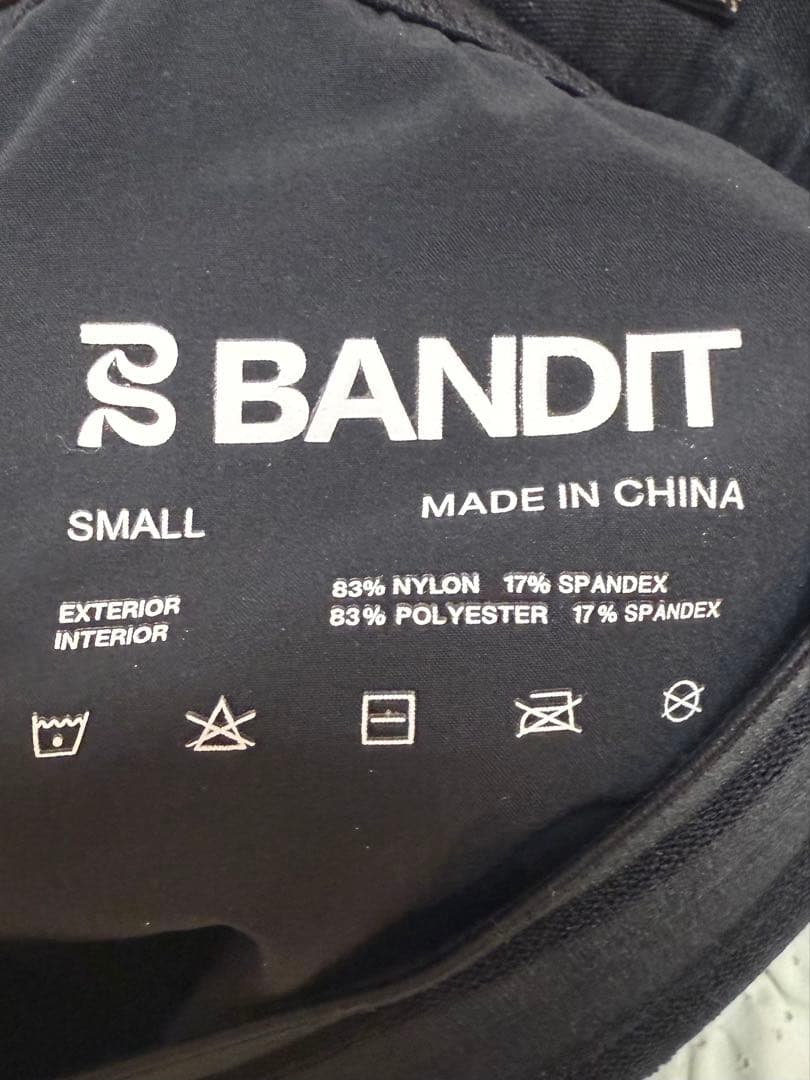 BANDIT
SMALL MADE IN CHINA
EXTERIOR 83% NYLON 17% SPANDEX
INTERIOR 83% POLYESTER 17% SPANDEX